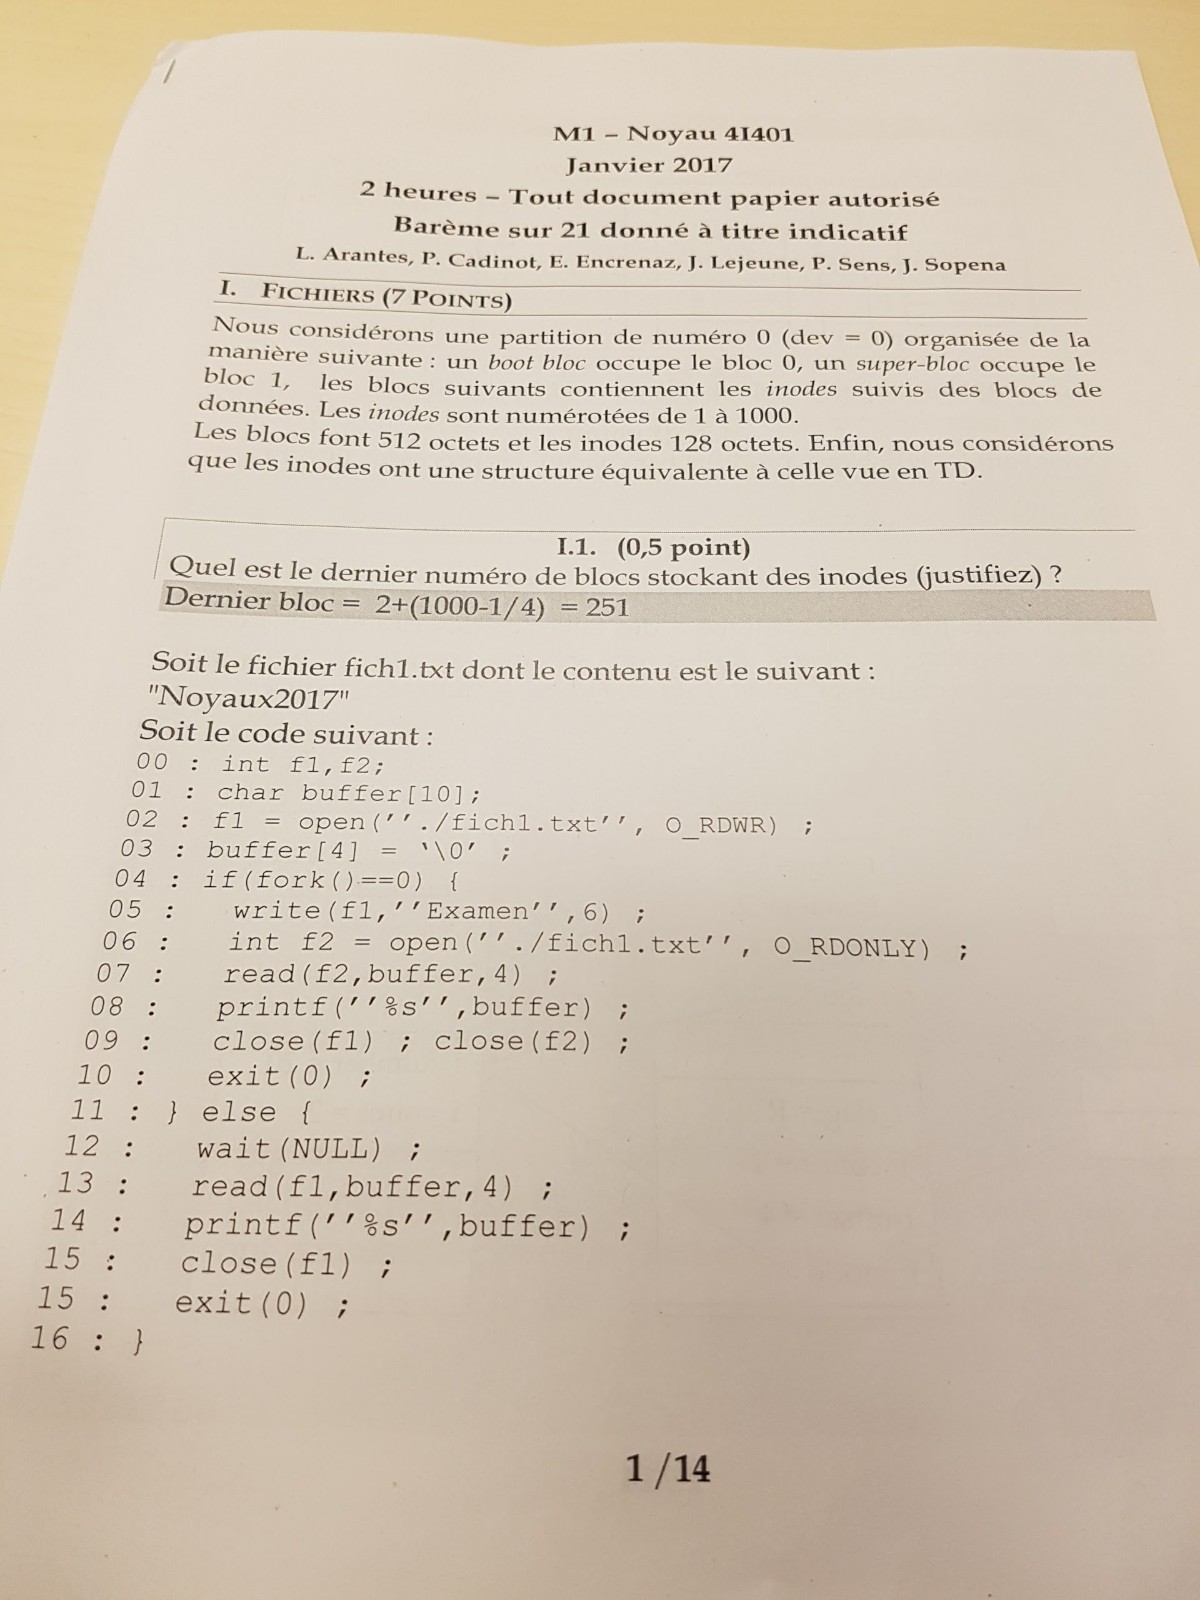 M1 – Noyau 4I401
Janvier 2017
2 heures – Tout document papier autorisé
Barème sur 21 donné à titre indicatif
L. Arantes, P. Cadinot, E. Encrenaz, J. Lejeune, P. Sens, J. Sopena
I. FICHIERS (7 POINTS)
Nous considérons une partition de numéro 0 (dev = 0) organisée de la
manière suivante : un boot bloc occupe le bloc 0, un super-bloc occupe le
bloc 1, les blocs suivants contiennent les inodes suivis des blocs de
données. Les inodes sont numérotées de 1 à 1000.
Les blocs font 512 octets et les inodes 128 octets. Enfin, nous considérons
que les inodes ont une structure équivalente à celle vue en TD.
I.1. (0,5 point)
Quel est le dernier numéro de blocs stockant des inodes (justifiez) ?
Dernier bloc = 2+(1000-1/4) = 251
Soit le fichier fich1.txt dont le contenu est le suivant :
"Noyaux2017"
Soit le code suivant :
00 : int f1,f2;
01 : char buffer[10];
02 : f1 = open(’’./fich1.txt’’, O_RDWR) ;
03 : buffer[4] = ‘\0’ ;
04 : if(fork()==0) {
05 : write(f1,’’Examen’’,6) ;
06 : int f2 = open(’’./fich1.txt’’, O_RDONLY) ;
07 : read(f2,buffer,4) ;
08 : printf(’’%s’’,buffer) ;
09 : close(f1) ; close(f2) ;
10 : exit(0) ;
11 : } else {
12 : wait(NULL) ;
13 : read(f1,buffer,4) ;
14 : printf(’’%s’’,buffer) ;
15 : close(f1) ;
15 : exit(0) ;
16 : }
1/14